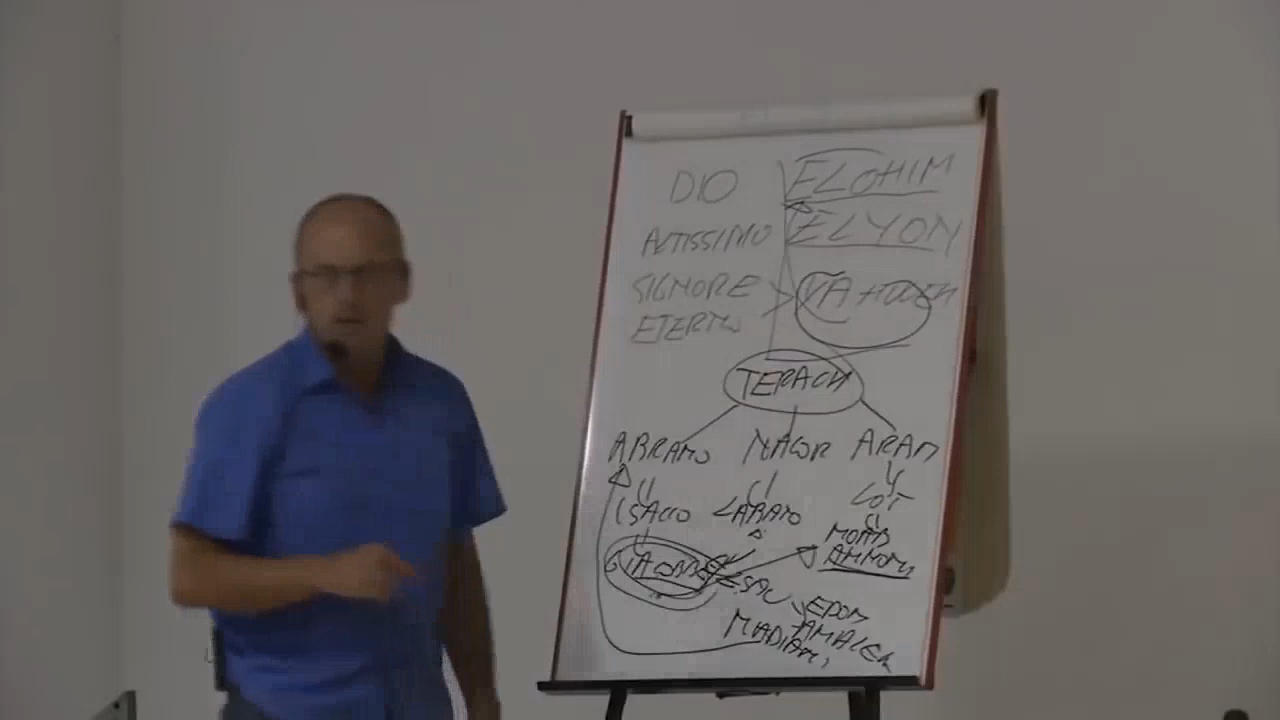 DIO ELOHIM
ALTISSIMO ELYON
SIGNORE
ETERNO
TERACH
ABRAMO NACOR ARAN
ISACCO LABANO LOT
MOAB
GIACOBBE ESAU AMMON
EDOM
AMALEK
MADIAN